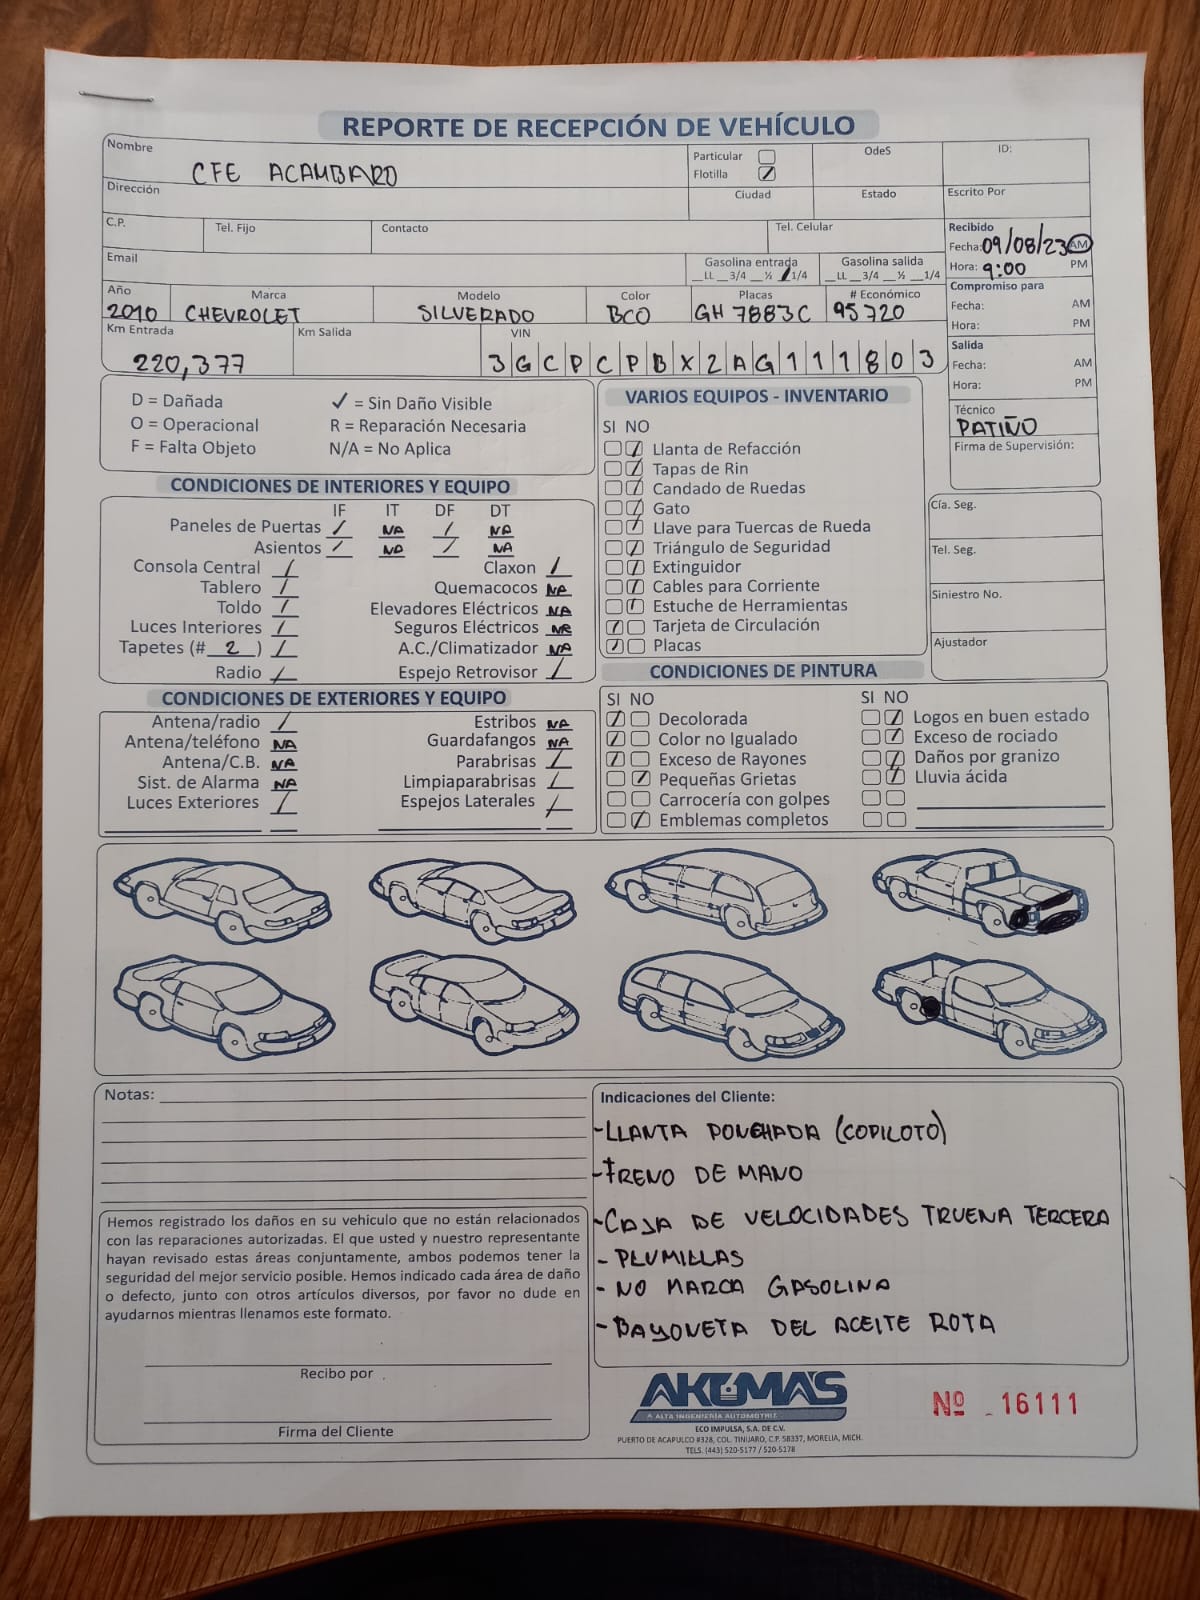 REPORTE DE RECEPCIÓN DE VEHÍCULO
Nombre CFE ACAMBARO
Particular
Flotilla ✓
OdeS
ID:
Dirección
Ciudad
Estado
Escrito Por
C.P.
Tel. Fijo
Contacto
Tel. Celular
Recibido
Fecha: 09/08/23 AM
Hora: 9:00 PM
Email
Gasolina entrada
__LL __3/4 __½ ✓1/4
Gasolina salida
__LL __3/4 __½ __1/4
Compromiso para
Fecha: AM
Hora: PM
Año 2010
Marca CHEVROLET
Modelo SILVERADO
Color BCO
Placas GH 7883C
# Económico 95720
Km Entrada 220,377
Km Salida
VIN 3GCPCPBX2AG111803
Salida
Fecha: AM
Hora: PM
Técnico PATIÑO
Firma de Supervisión:
Cía. Seg.
Tel. Seg.
Siniestro No.
Ajustador
D = Dañada ✓ = Sin Daño Visible
O = Operacional R = Reparación Necesaria
F = Falta Objeto N/A = No Aplica
CONDICIONES DE INTERIORES Y EQUIPO
IF IT DF DT
Paneles de Puertas ✓ NA ✓ NA
Asientos ✓ NA ✓ NA
Consola Central ✓ Claxon ✓
Tablero ✓ Quemacocos NA
Toldo ✓ Elevadores Eléctricos NA
Luces Interiores ✓ Seguros Eléctricos NA
Tapetes (# 2 ) ✓ A.C./Climatizador NA
Radio ✓ Espejo Retrovisor ✓
CONDICIONES DE EXTERIORES Y EQUIPO
Antena/radio ✓ Estribos NA
Antena/teléfono NA Guardafangos NA
Antena/C.B. NA Parabrisas ✓
Sist. de Alarma NA Limpiaparabrisas ✓
Luces Exteriores ✓ Espejos Laterales ✓
VARIOS EQUIPOS - INVENTARIO
SI NO
Llanta de Refacción
Tapas de Rin
Candado de Ruedas
Gato
Llave para Tuercas de Rueda
Triángulo de Seguridad
Extinguidor
Cables para Corriente
Estuche de Herramientas
Tarjeta de Circulación
Placas
CONDICIONES DE PINTURA
SI NO SI NO
Decolorada Logos en buen estado
Color no Igualado Exceso de rociado
Exceso de Rayones Daños por granizo
Pequeñas Grietas Lluvia ácida
Carrocería con golpes
Emblemas completos
Notas:
Hemos registrado los daños en su vehiculo que no están relacionados
con las reparaciones autorizadas. El que usted y nuestro representante
hayan revisado estas áreas conjuntamente, ambos podemos tener la
seguridad del mejor servicio posible. Hemos indicado cada área de daño
o defecto, junto con otros artículos diversos, por favor no dude en
ayudarnos mientras llenamos este formato.
Recibo por
Firma del Cliente
Indicaciones del Cliente:
-LLANTA PONCHADA (COPILOTO)
-FRENO DE MANO
-CAJA DE VELOCIDADES TRUENA TERCERA
- PLUMILLAS
- NO MARCA GASOLINA
- BAYONETA DEL ACEITE ROTA
AKUMA'S
A ALTA INGENIERÍA AUTOMOTRIZ
ECO IMPULSA, S.A. DE C.V.
PUERTO DE ACAPULCO #328, COL. TINIJARO, C.P. 58337, MORELIA, MICH.
TELS. (443) 520-5177 / 520-5178
Nº 16111